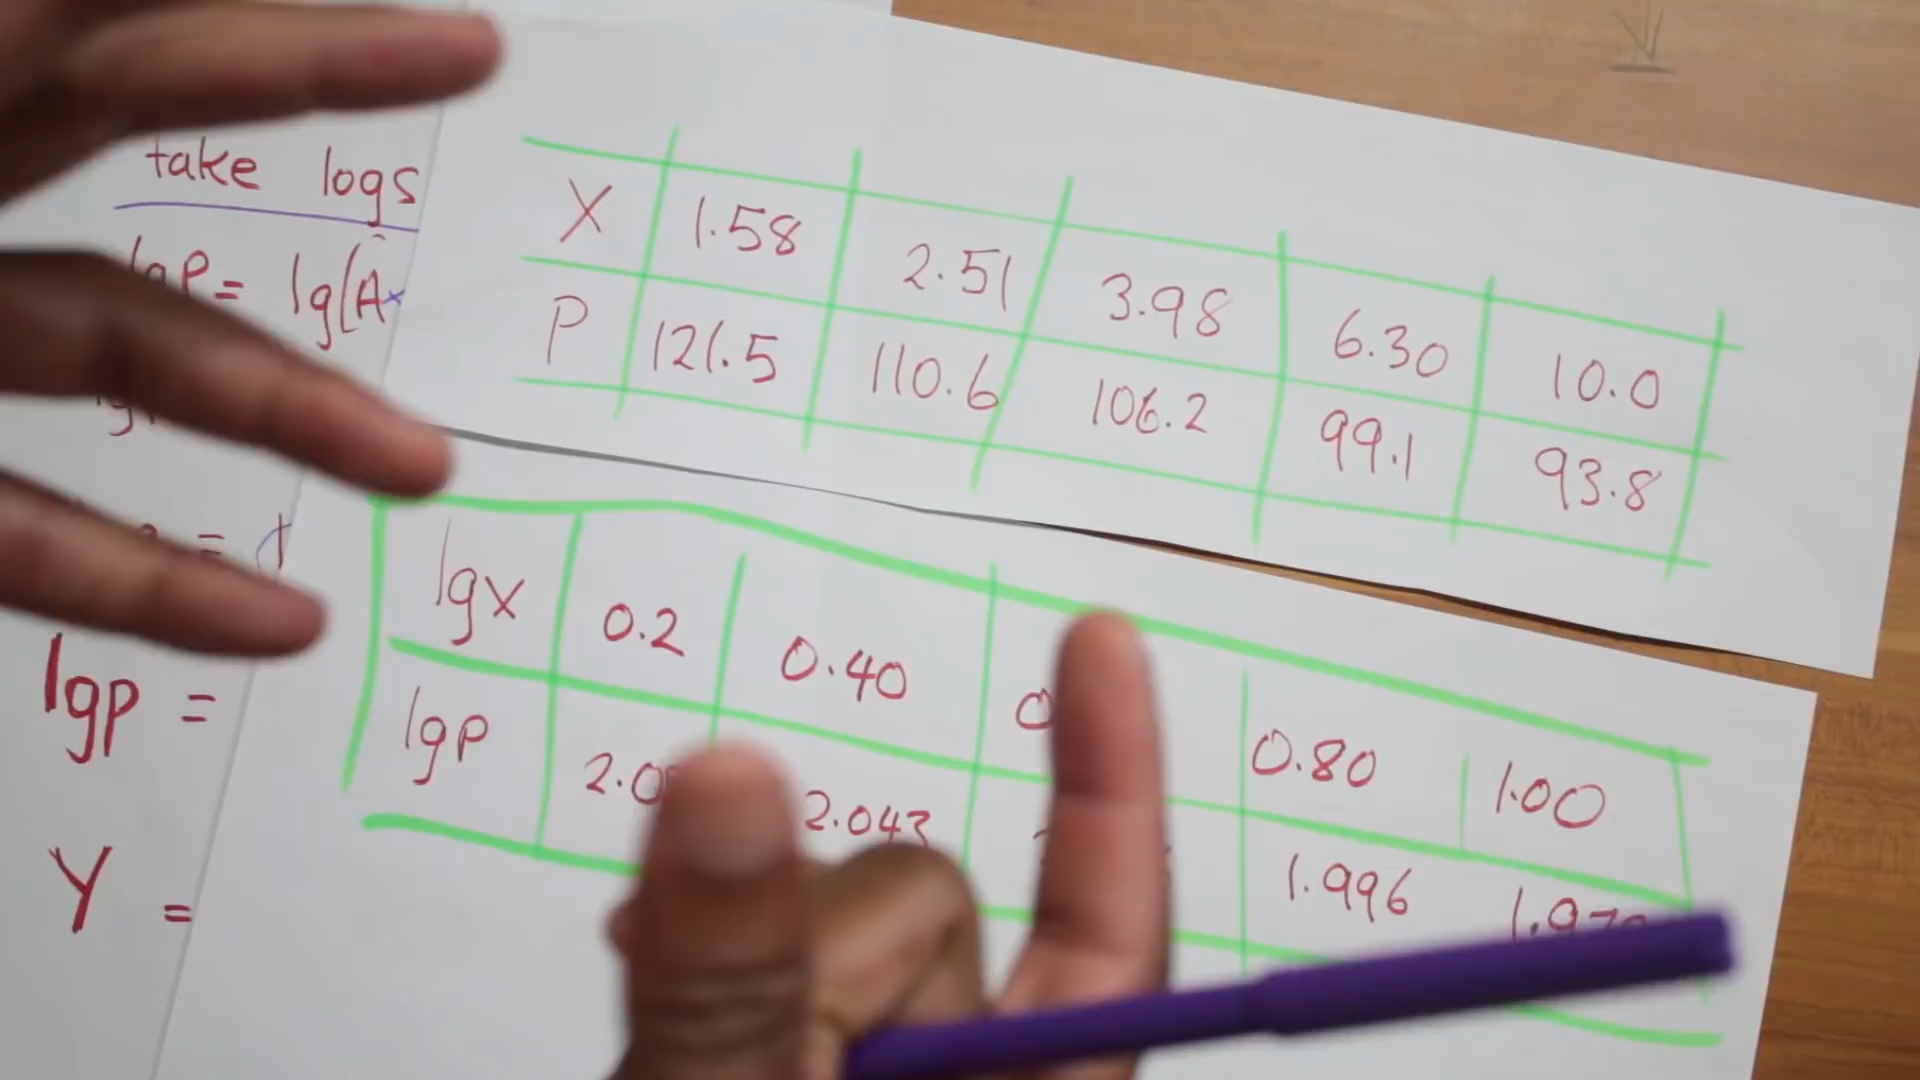 take logs
lgP = lg(Ax
lgp =
Y =
X 1.58 2.51 3.98 6.30 10.0
P 121.5 110.6 106.2 99.1 93.8
lgx 0.2 0.40 0.80 1.00
lgp 2.043 1.996